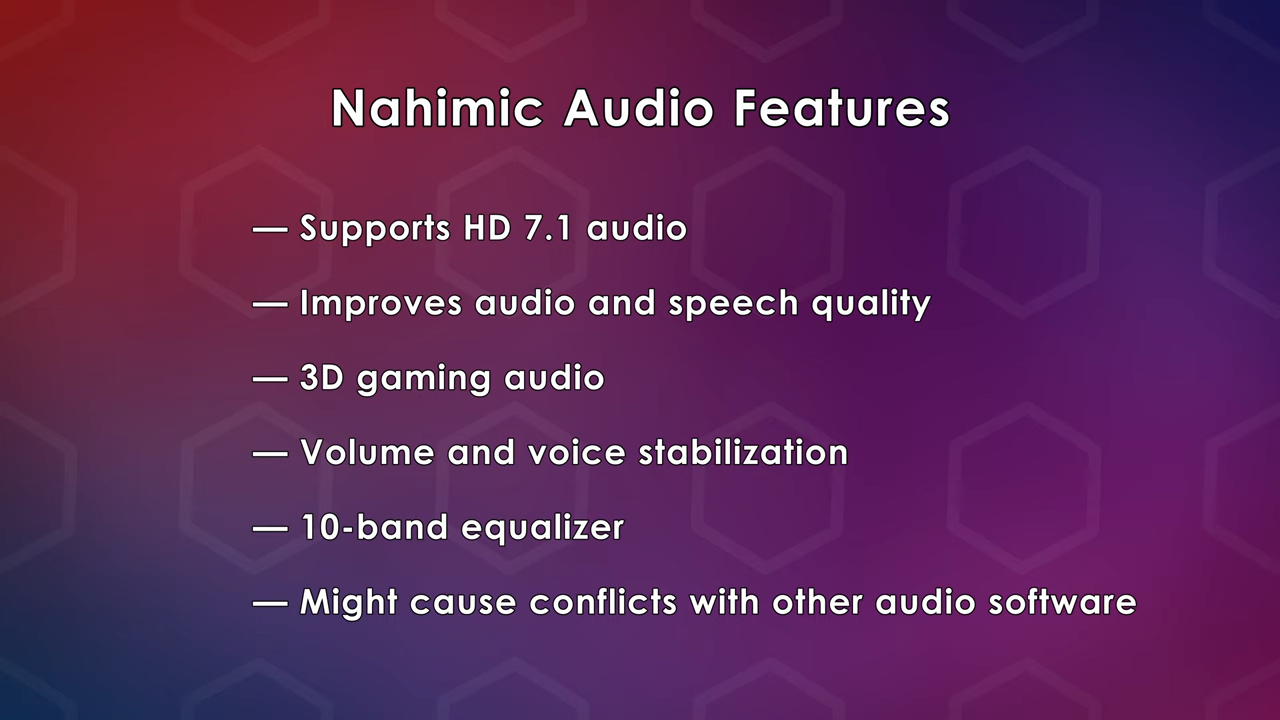 Nahimic Audio Features
— Supports HD 7.1 audio
— Improves audio and speech quality
— 3D gaming audio
— Volume and voice stabilization
— 10-band equalizer
— Might cause conflicts with other audio software